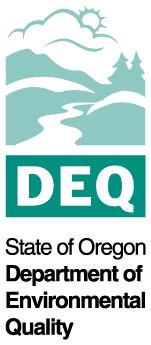 DEQ
State of Oregon
Department of
Environmental
Quality